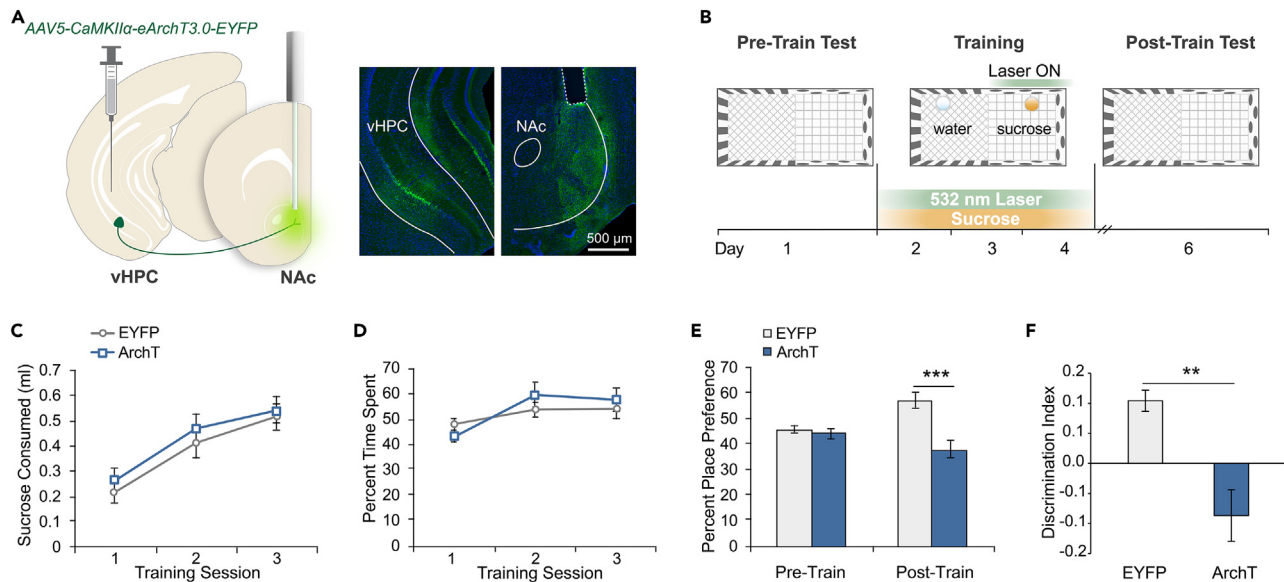 A
AAV5-CaMKIIα-eArchT3.0-EYFP
vHPC
NAc
vHPC
NAc
500 µm
B
Pre-Train Test
Training
Post-Train Test
Laser ON
water
sucrose
532 nm Laser
Sucrose
Day 1 2 3 4 6
C
EYFP
ArchT
Sucrose Consumed (ml)
0.7
0.6
0.5
0.4
0.3
0.2
0.1
0
1 2 3
Training Session
D
Percent Time Spent
70
60
50
40
30
20
10
0
1 2 3
Training Session
E
EYFP
ArchT
Percent Place Preference
70
60
50
40
30
20
10
0
***
Pre-Train Post-Train
F
Discrimination Index
0.2
0.1
0.0
-0.1
-0.1
-0.2
**
EYFP ArchT